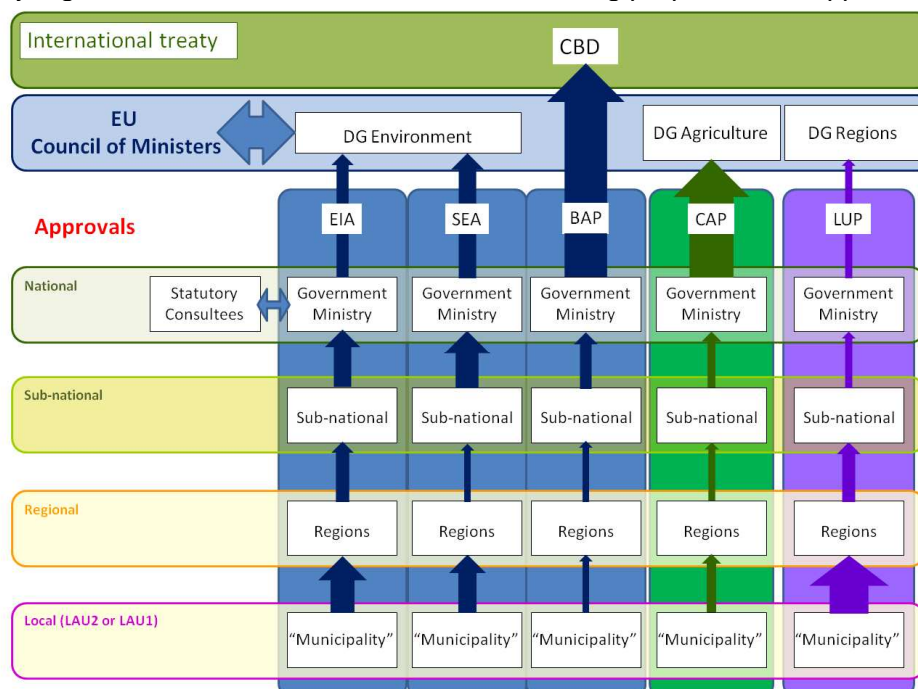 International treaty
CBD
EU
Council of Ministers
DG Environment
DG Agriculture
DG Regions
Approvals
EIA
SEA
BAP
CAP
LUP
National
Statutory
Consultees
Government
Ministry
Government
Ministry
Government
Ministry
Government
Ministry
Government
Ministry
Sub-national
Sub-national
Sub-national
Sub-national
Sub-national
Sub-national
Regional
Regions
Regions
Regions
Regions
Regions
Local (LAU2 or LAU1)
“Municipality”
“Municipality”
“Municipality”
“Municipality”
“Municipality”